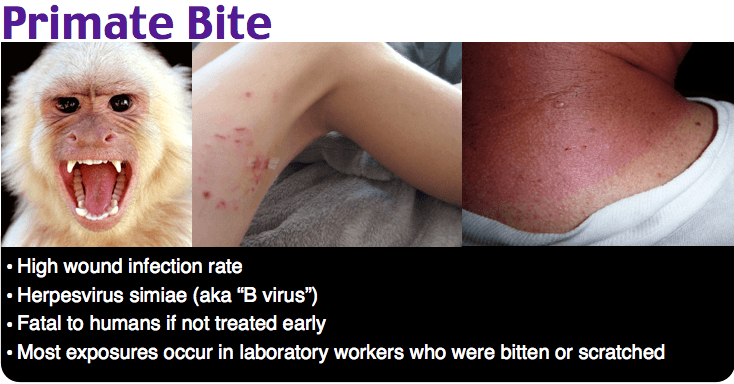 Primate Bite
• High wound infection rate
• Herpesvirus simiae (aka “B virus”)
• Fatal to humans if not treated early
• Most exposures occur in laboratory workers who were bitten or scratched